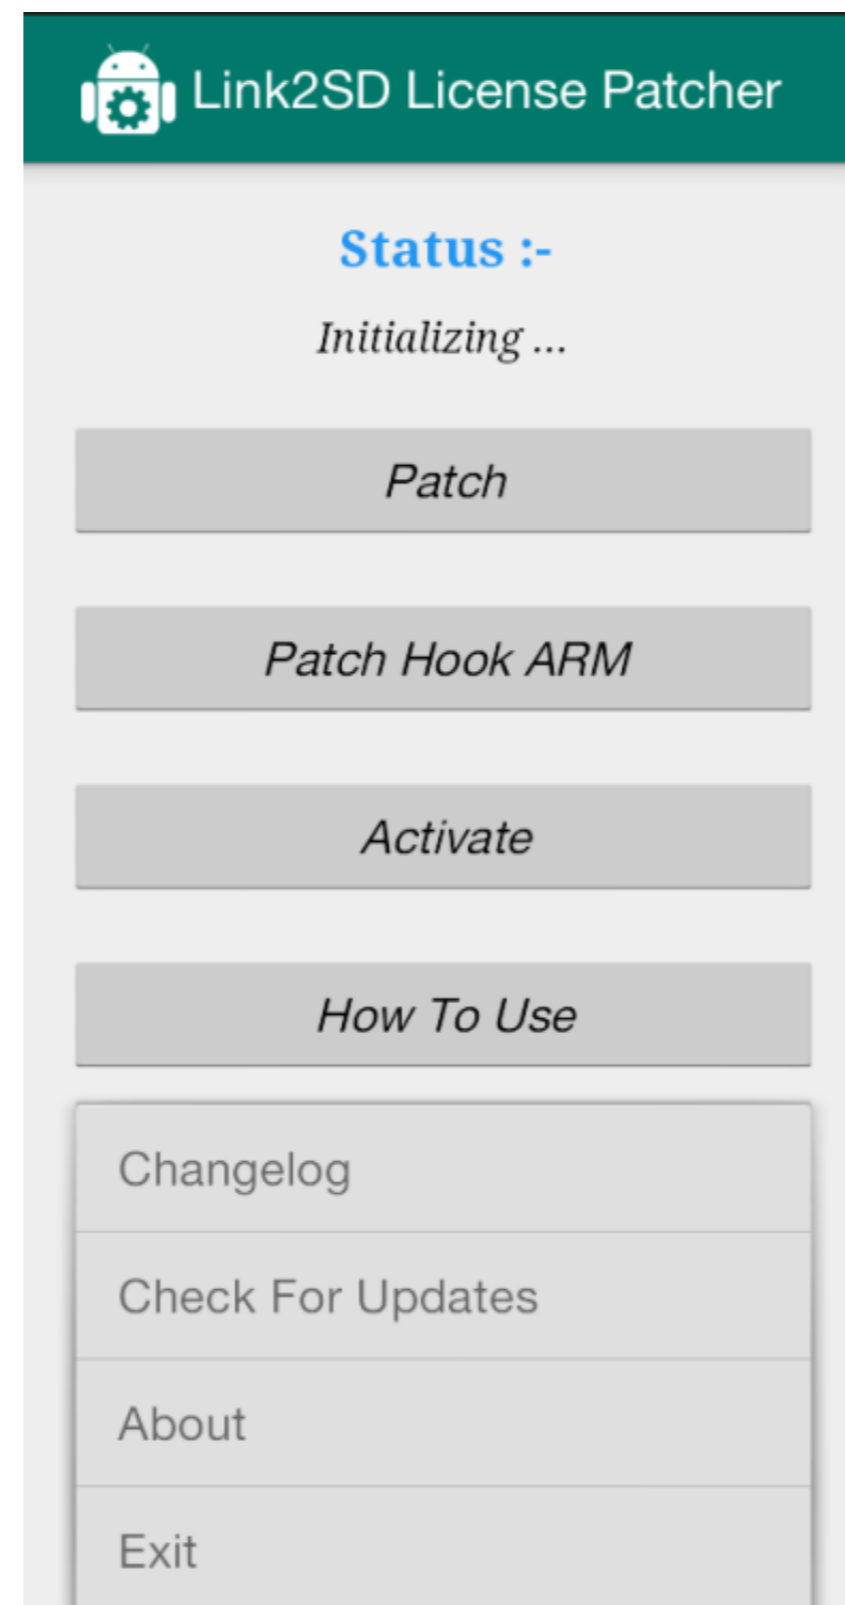 Link2SD License Patcher
Status :-
Initializing ...
Patch
Patch Hook ARM
Activate
How To Use
Changelog
Check For Updates
About
Exit